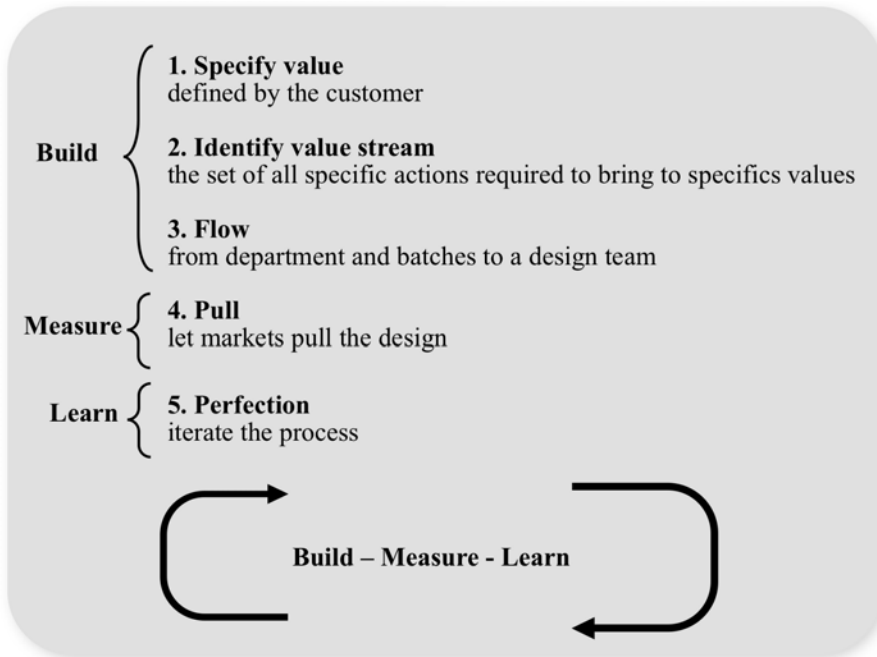 Build
1. Specify value
defined by the customer
2. Identify value stream
the set of all specific actions required to bring to specifics values
3. Flow
from department and batches to a design team
Measure
4. Pull
let markets pull the design
Learn
5. Perfection
iterate the process
Build – Measure - Learn